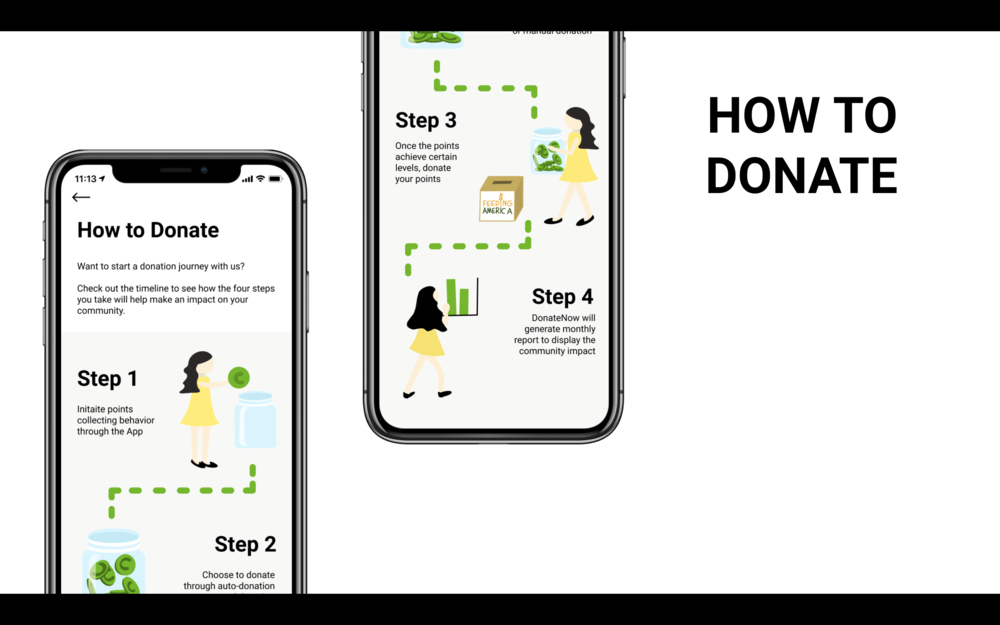 HOW TO
DONATE
11:13
How to Donate
Want to start a donation journey with us?
Check out the timeline to see how the four steps
you take will help make an impact on your
community.
Step 1
Initaite points
collecting behavior
through the App
C
Step 2
Choose to donate
through auto-donation
or manual donation
Step 3
Once the points
achieve certain
levels, donate
your points
FEEDING
AMERICA
Step 4
DonateNow will
generate monthly
report to display the
community impact